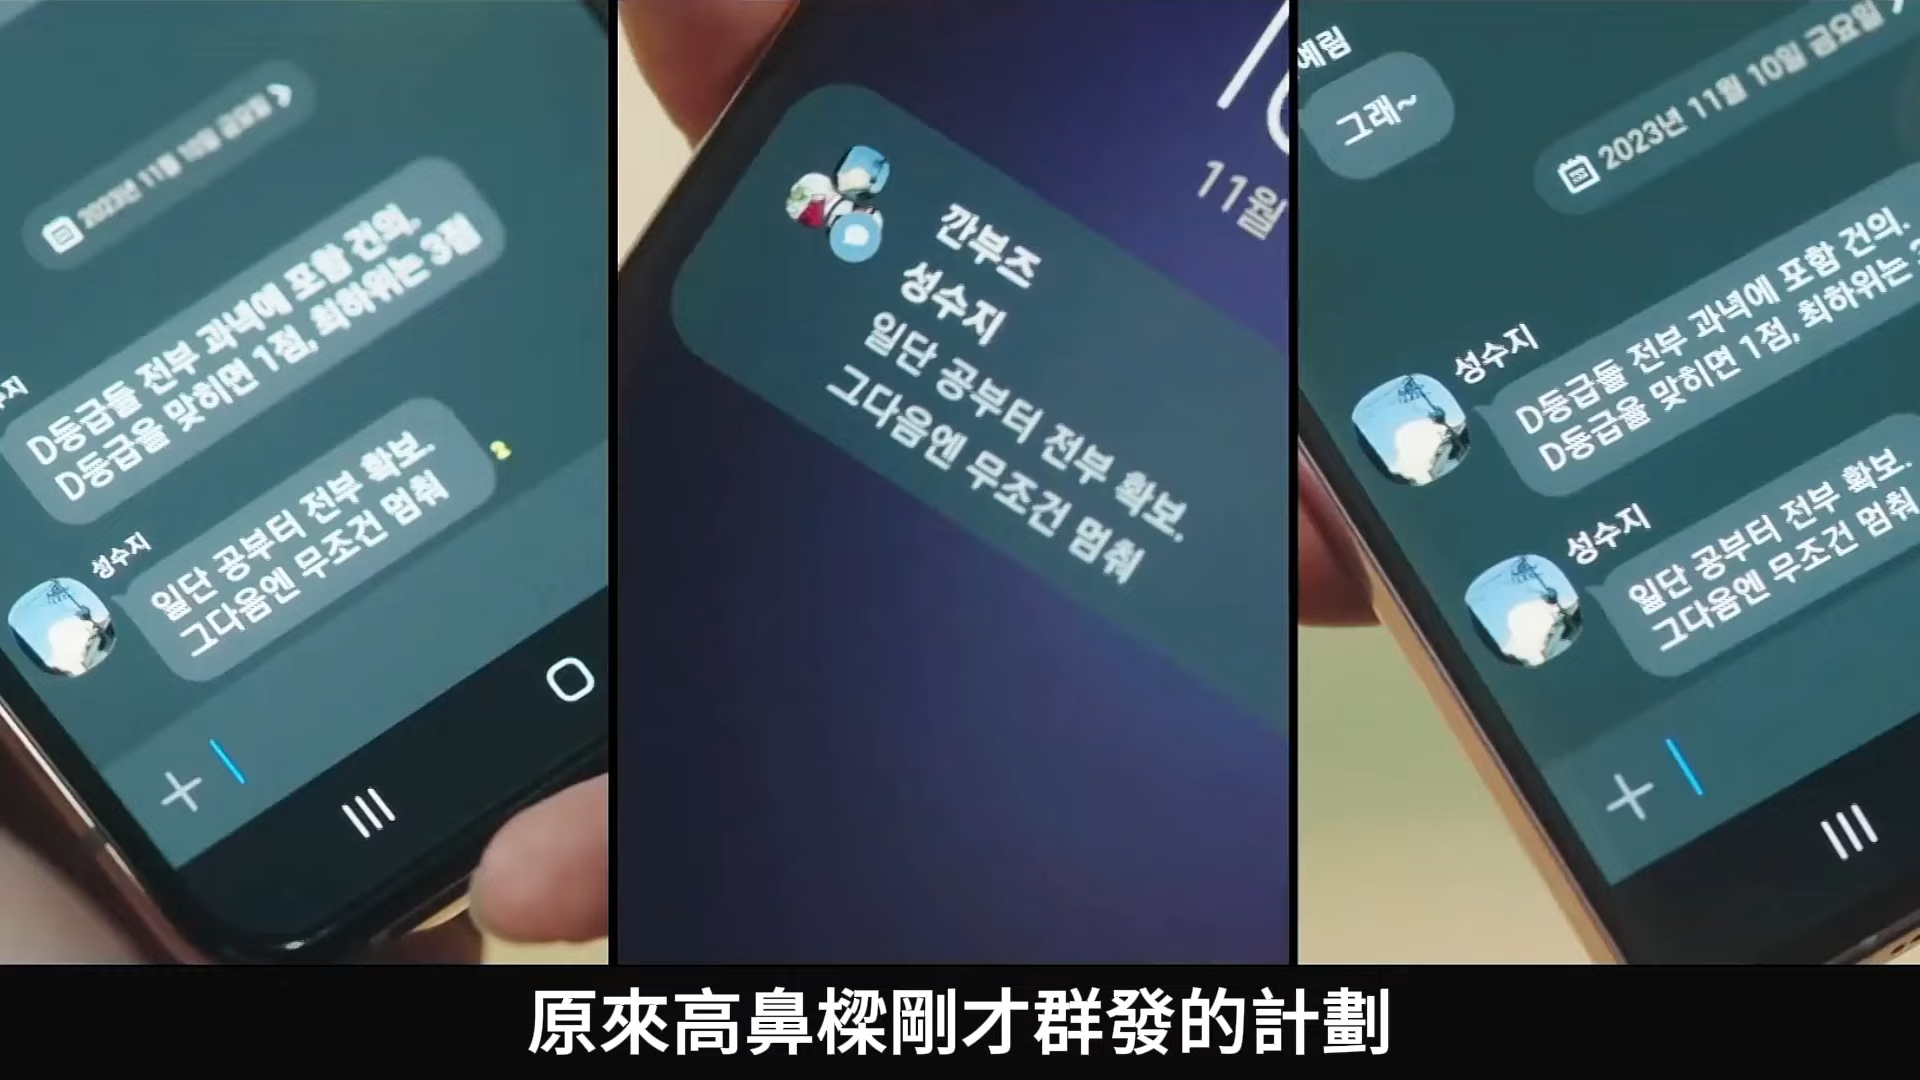 2023년 11월 10일 금요일
D등급들 전부 과녁에 포함 건의.
D등급을 맞히면 1점, 최하위는 3점
성수지
일단 공부터 전부 확보.
그다음엔 무조건 멈춰
11월
깐부즈
성수지
일단 공부터 전부 확보.
그다음엔 무조건 멈춰
예림
그래~
2023년 11월 10일 금요일
성수지
D등급들 전부 과녁에 포함 건의.
D등급을 맞히면 1점, 최하위는
성수지
일단 공부터 전부 확보.
그다음엔 무조건 멈춰
原來高鼻樑剛才群發的計劃